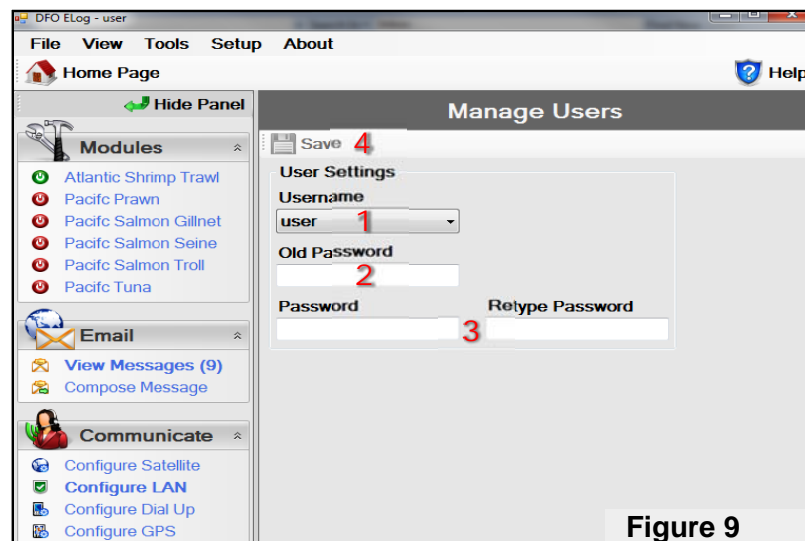 DFO ELog - user
File View Tools Setup About
Home Page
Help
Hide Panel
Manage Users
Modules
Save 4
Atlantic Shrimp Trawl
Pacifc Prawn
Pacifc Salmon Gillnet
Pacifc Salmon Seine
Pacifc Salmon Troll
Pacifc Tuna
User Settings
Username
user 1
Old Password
2
Password
Retype Password
3
Email
View Messages (9)
Compose Message
Communicate
Configure Satellite
Configure LAN
Configure Dial Up
Configure GPS
Figure 9